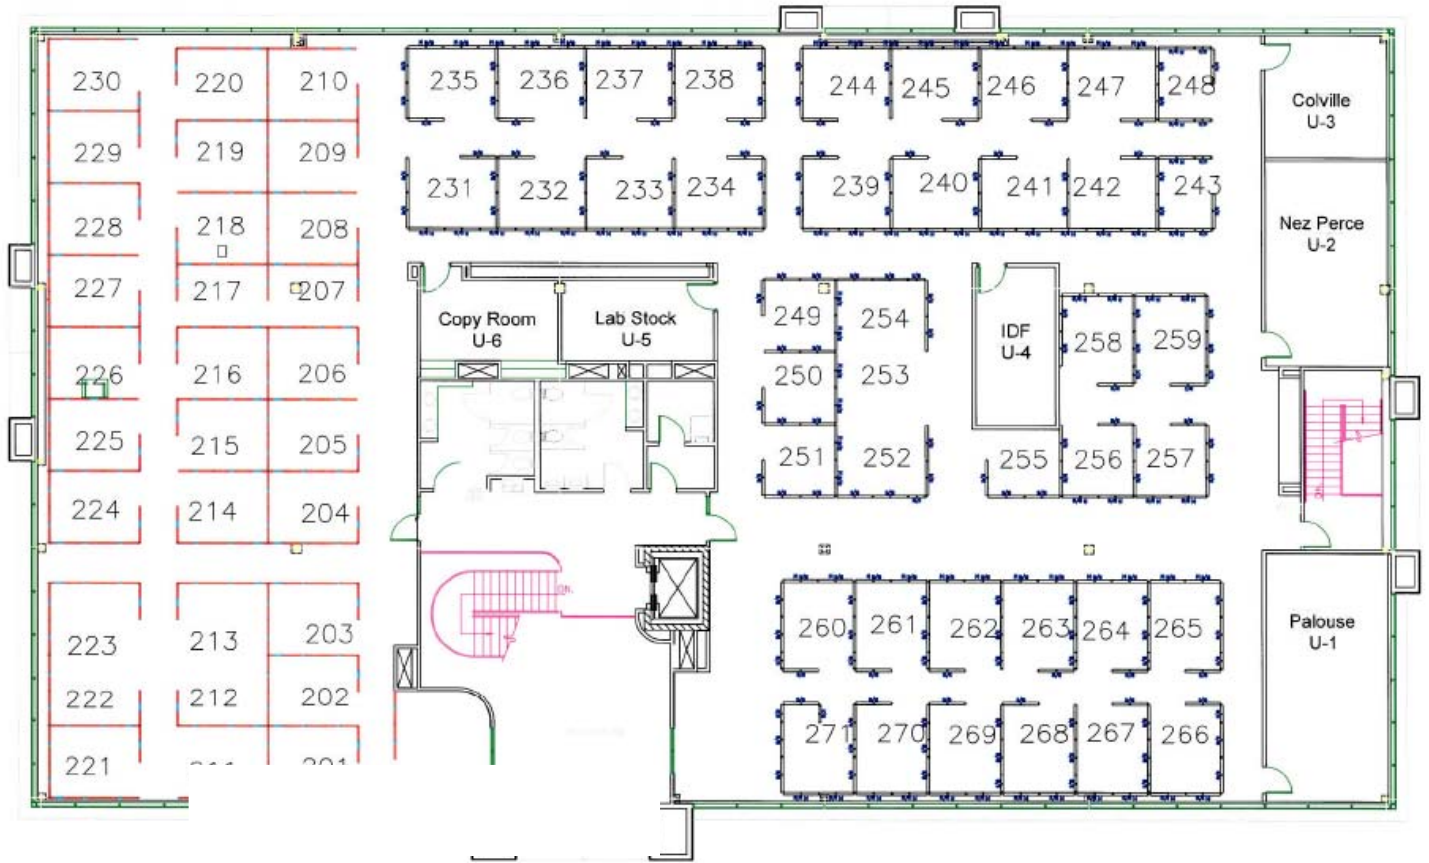 230 220 210 235 236 237 238 244 245 246 247 248
Colville
U-3
229 219 209 231 232 233 234 239 240 241 242 243
228 218 208
Nez Perce
U-2
227 217 207
Copy Room
U-6
Lab Stock
U-5
249 254
IDF
U-4
258 259
226 216 206 250 253
225 215 205 251 252 255 256 257
224 214 204
DN.
DN.
223 213 203 260 261 262 263 264 265
Palouse
U-1
222 212 202
221 271 270 269 268 267 266